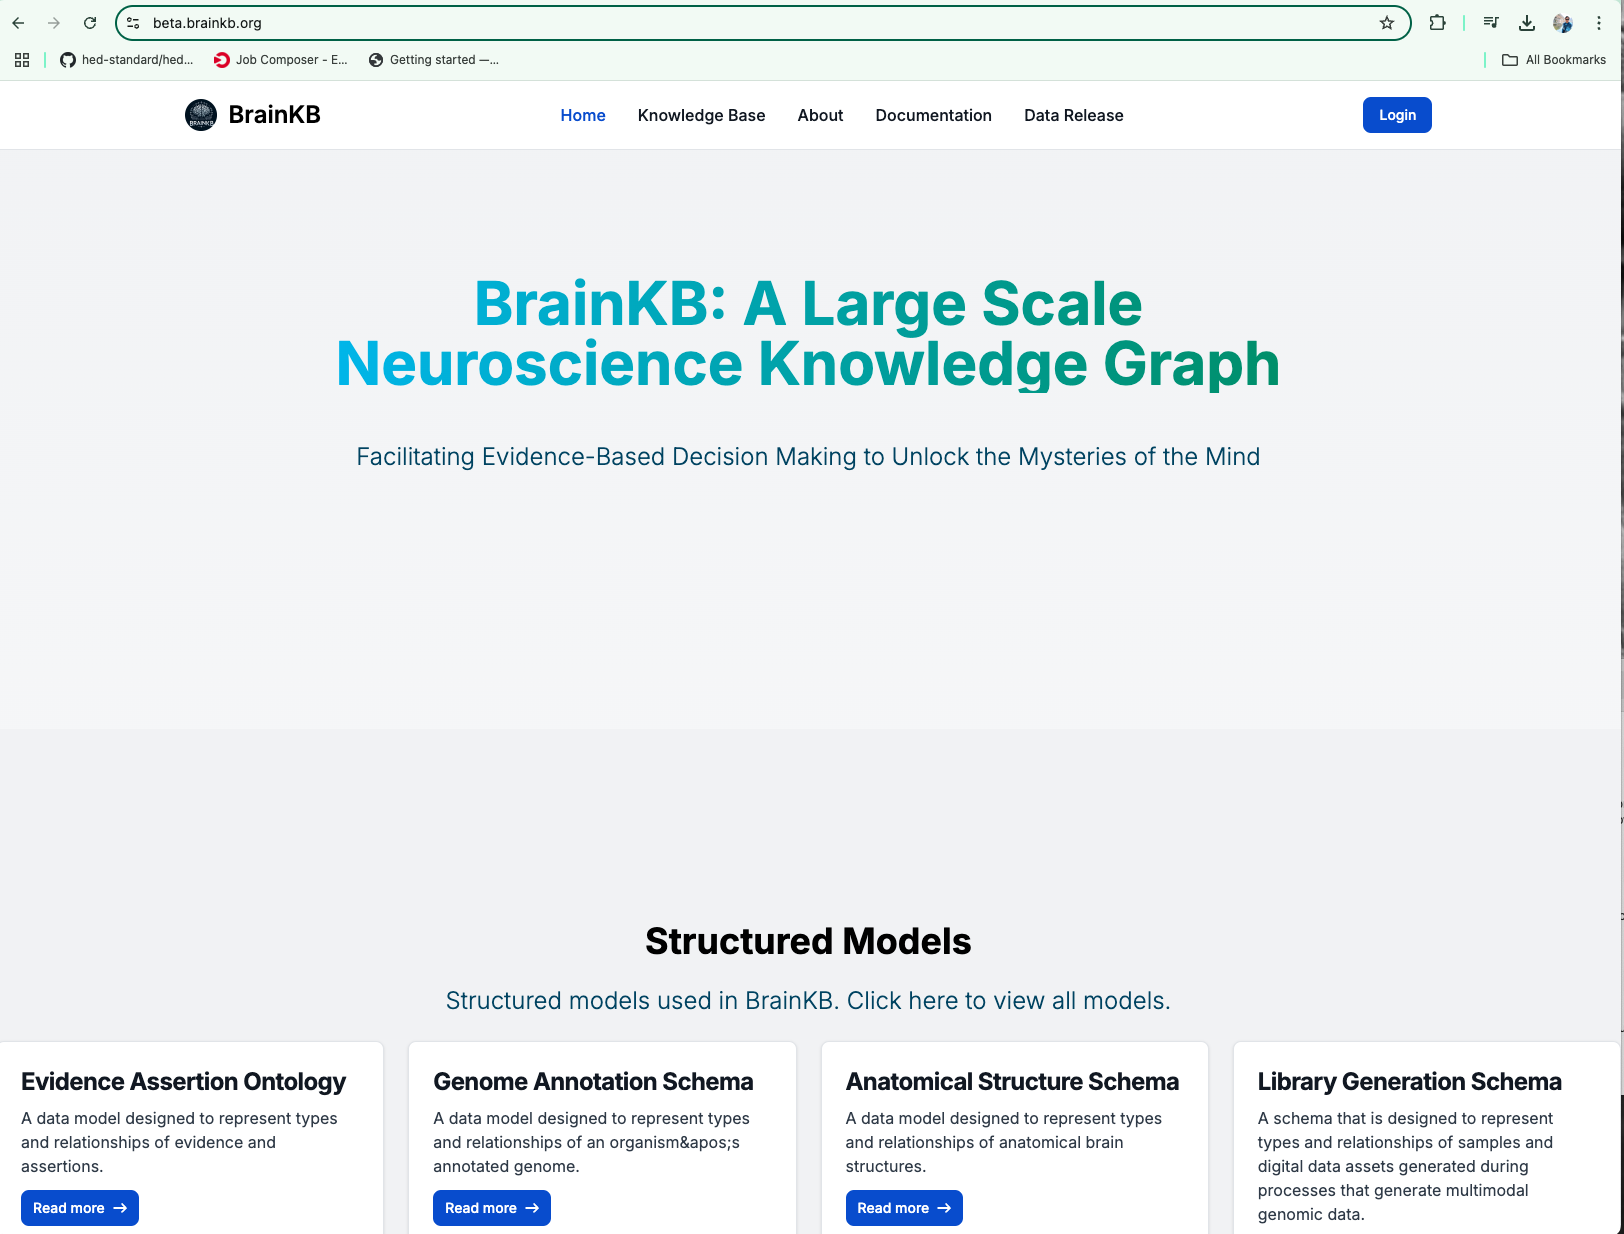 beta.brainkb.org
hed-standard/hed...
Job Composer - E...
Getting started —...
All Bookmarks
BRAINKB
BrainKB
Home
Knowledge Base
About
Documentation
Data Release
Login
BrainKB: A Large Scale
Neuroscience Knowledge Graph
Facilitating Evidence-Based Decision Making to Unlock the Mysteries of the Mind
Structured Models
Structured models used in BrainKB. Click here to view all models.
Evidence Assertion Ontology
A data model designed to represent types
and relationships of evidence and
assertions.
Read more
Genome Annotation Schema
A data model designed to represent types
and relationships of an organism&apos;s
annotated genome.
Read more
Anatomical Structure Schema
A data model designed to represent types
and relationships of anatomical brain
structures.
Read more
Library Generation Schema
A schema that is designed to represent
types and relationships of samples and
digital data assets generated during
processes that generate multimodal
genomic data.